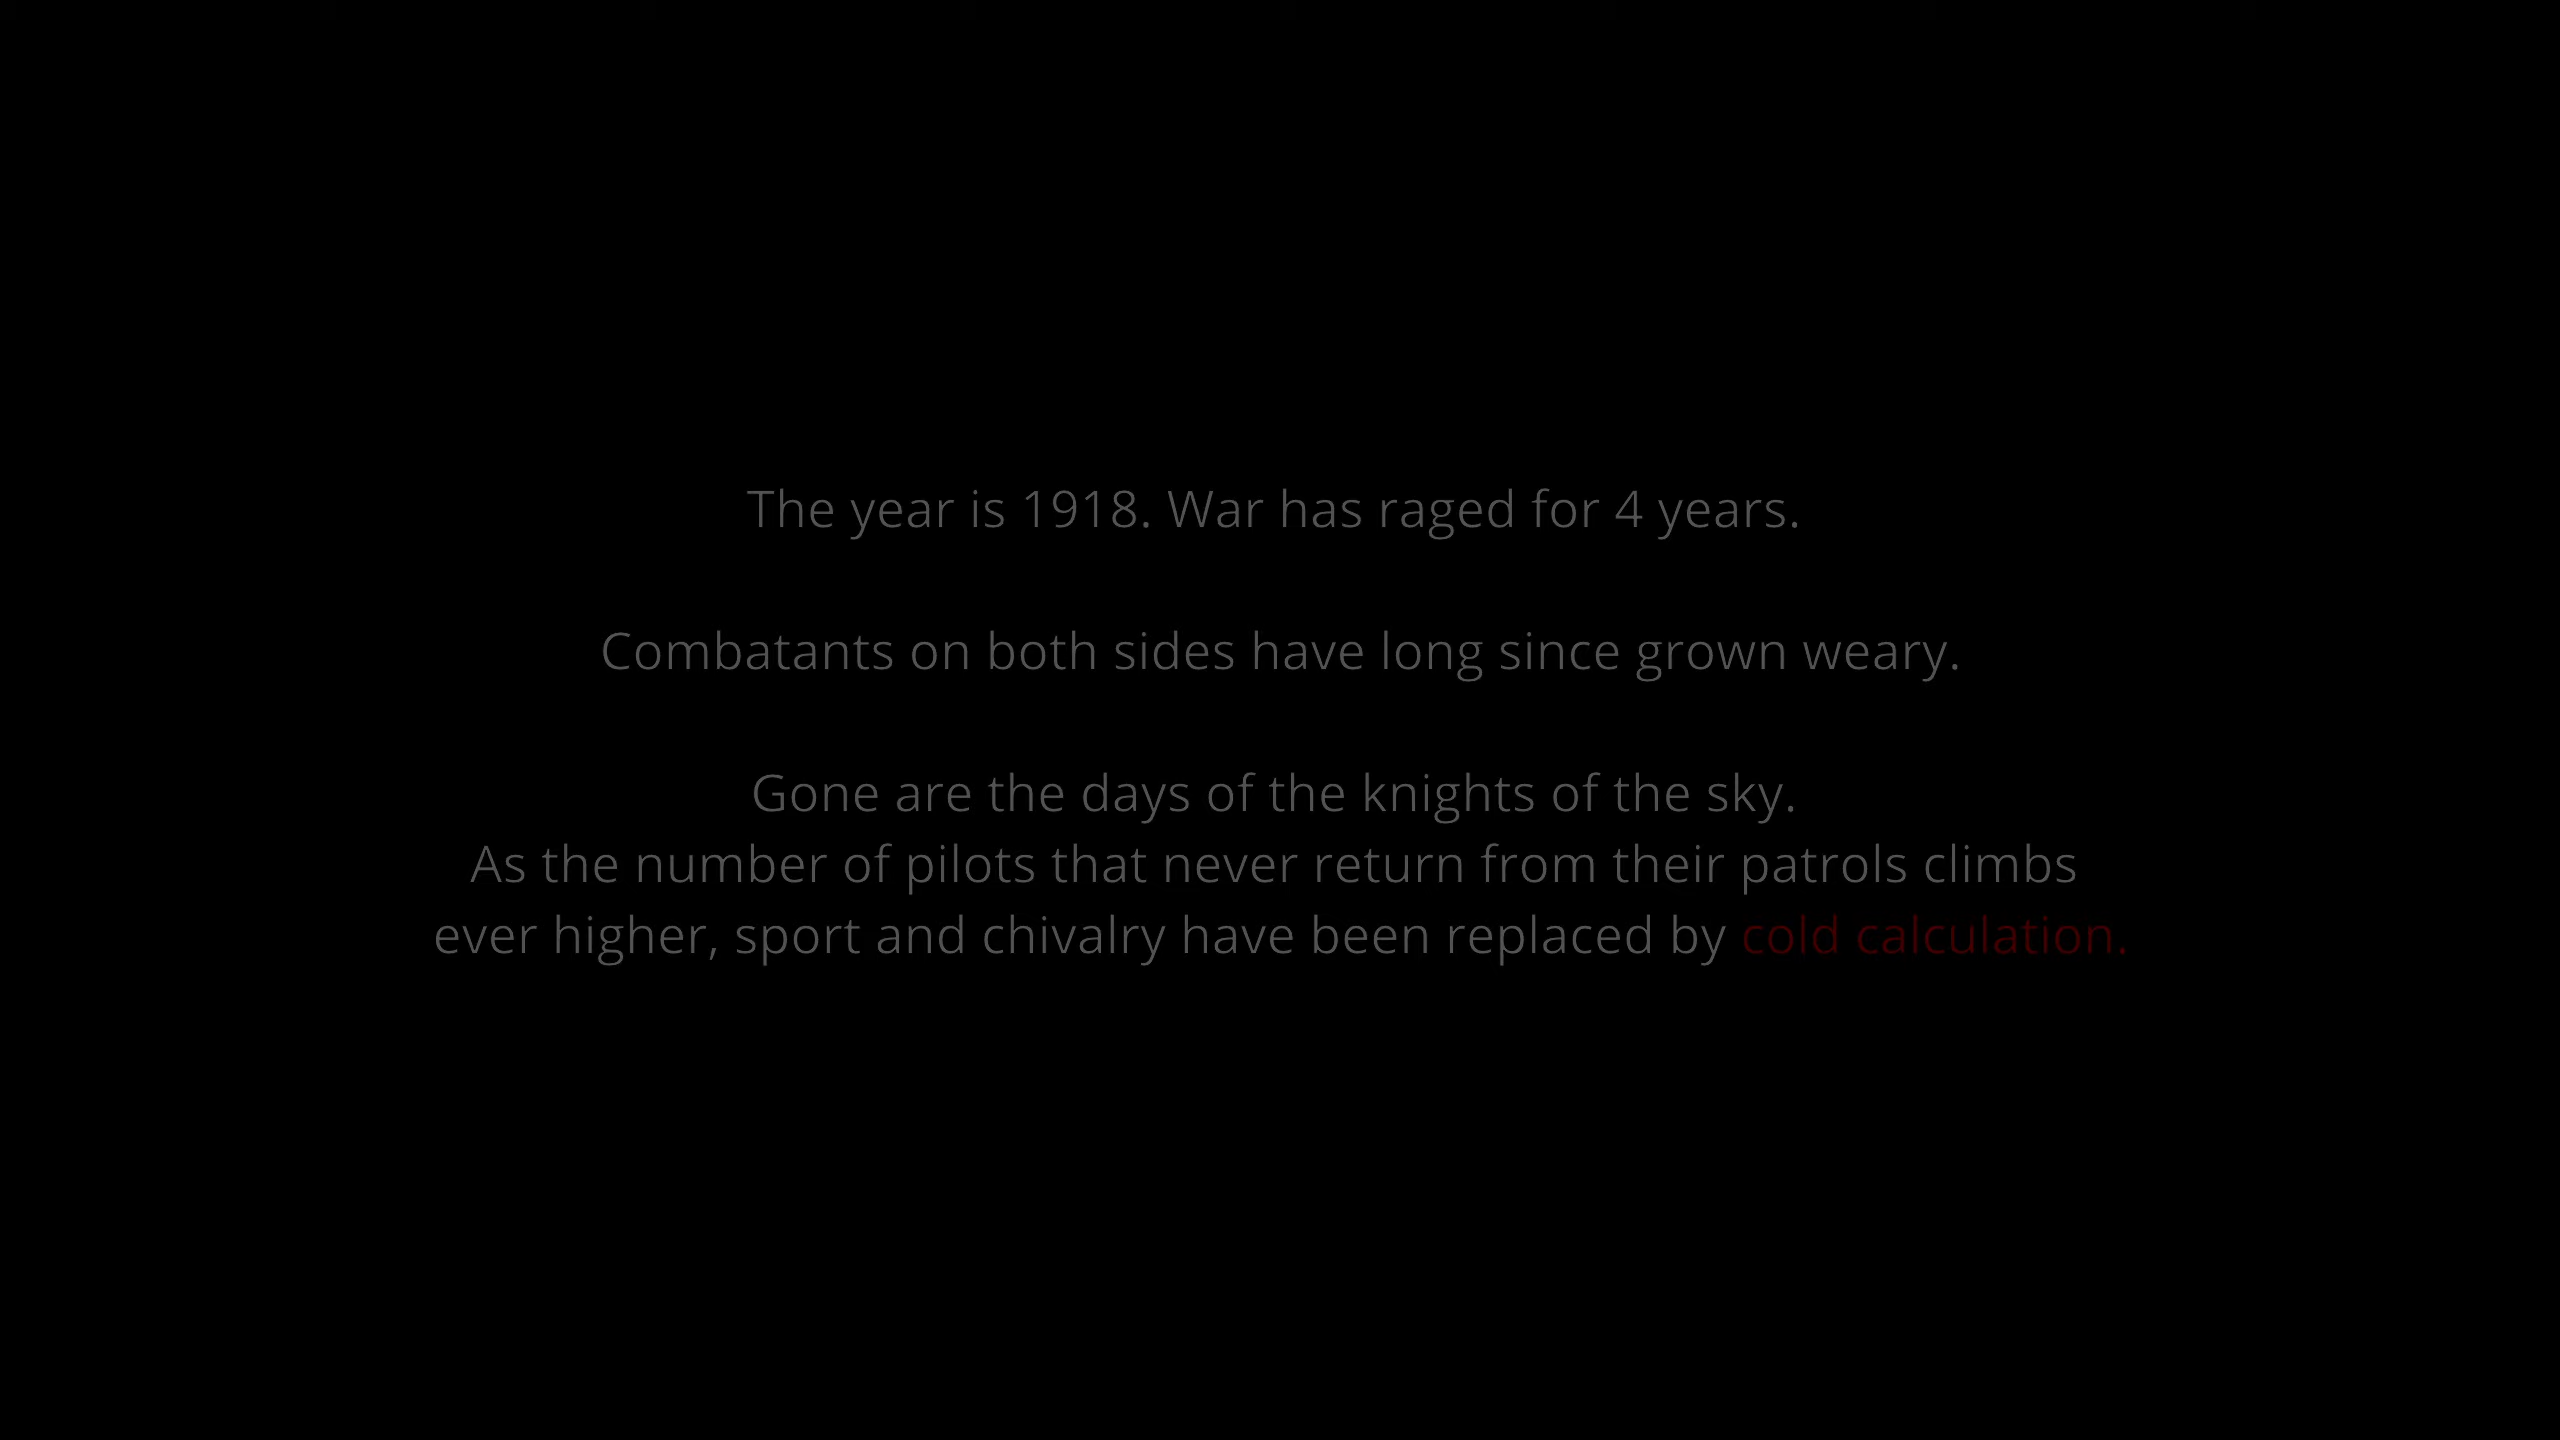 The year is 1918. War has raged for 4 years.
Combatants on both sides have long since grown weary.
Gone are the days of the knights of the sky.
As the number of pilots that never return from their patrols climbs
ever higher, sport and chivalry have been replaced by cold calculation.